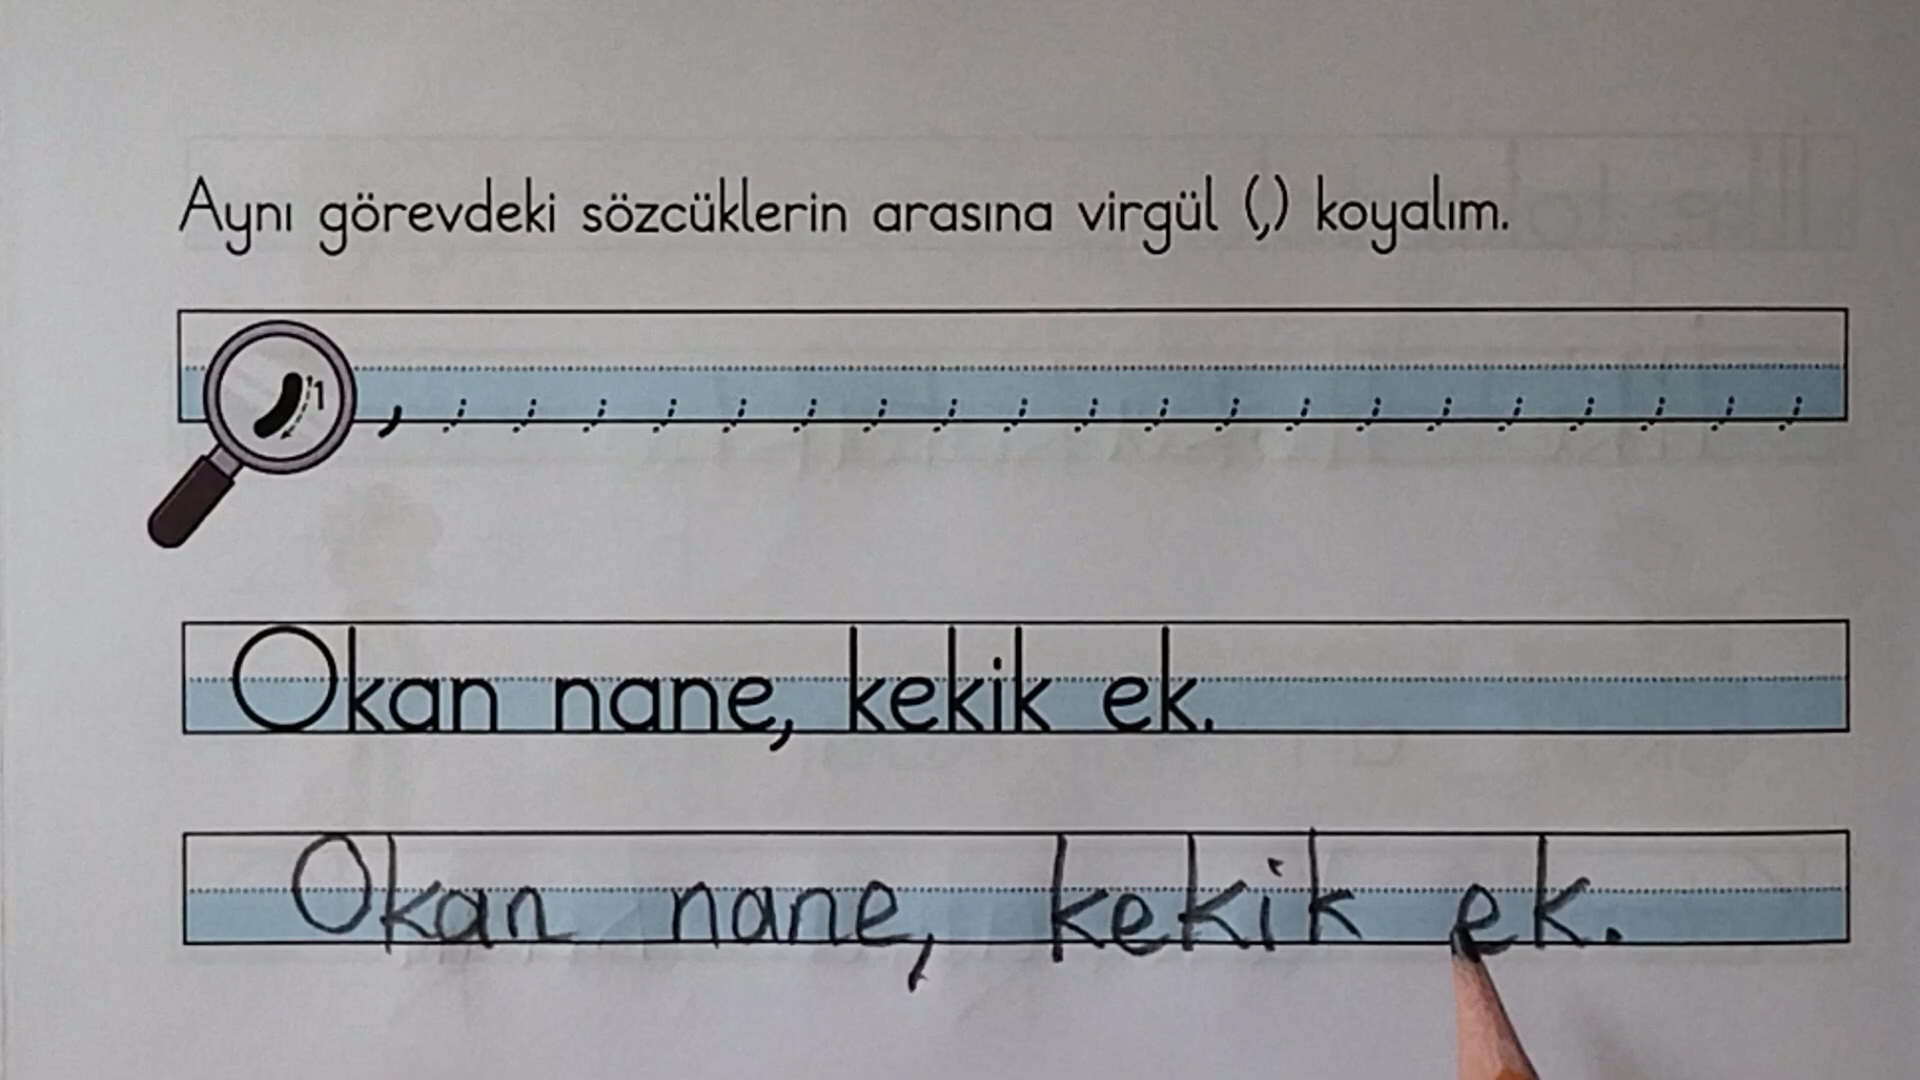 Aynı görevdeki sözcüklerin arasına virgül (,) koyalım.
1 , , , , , , , , , , , , , , , , , , , , ,
Okan nane, kekik ek.
Okan nane, kekik ek.